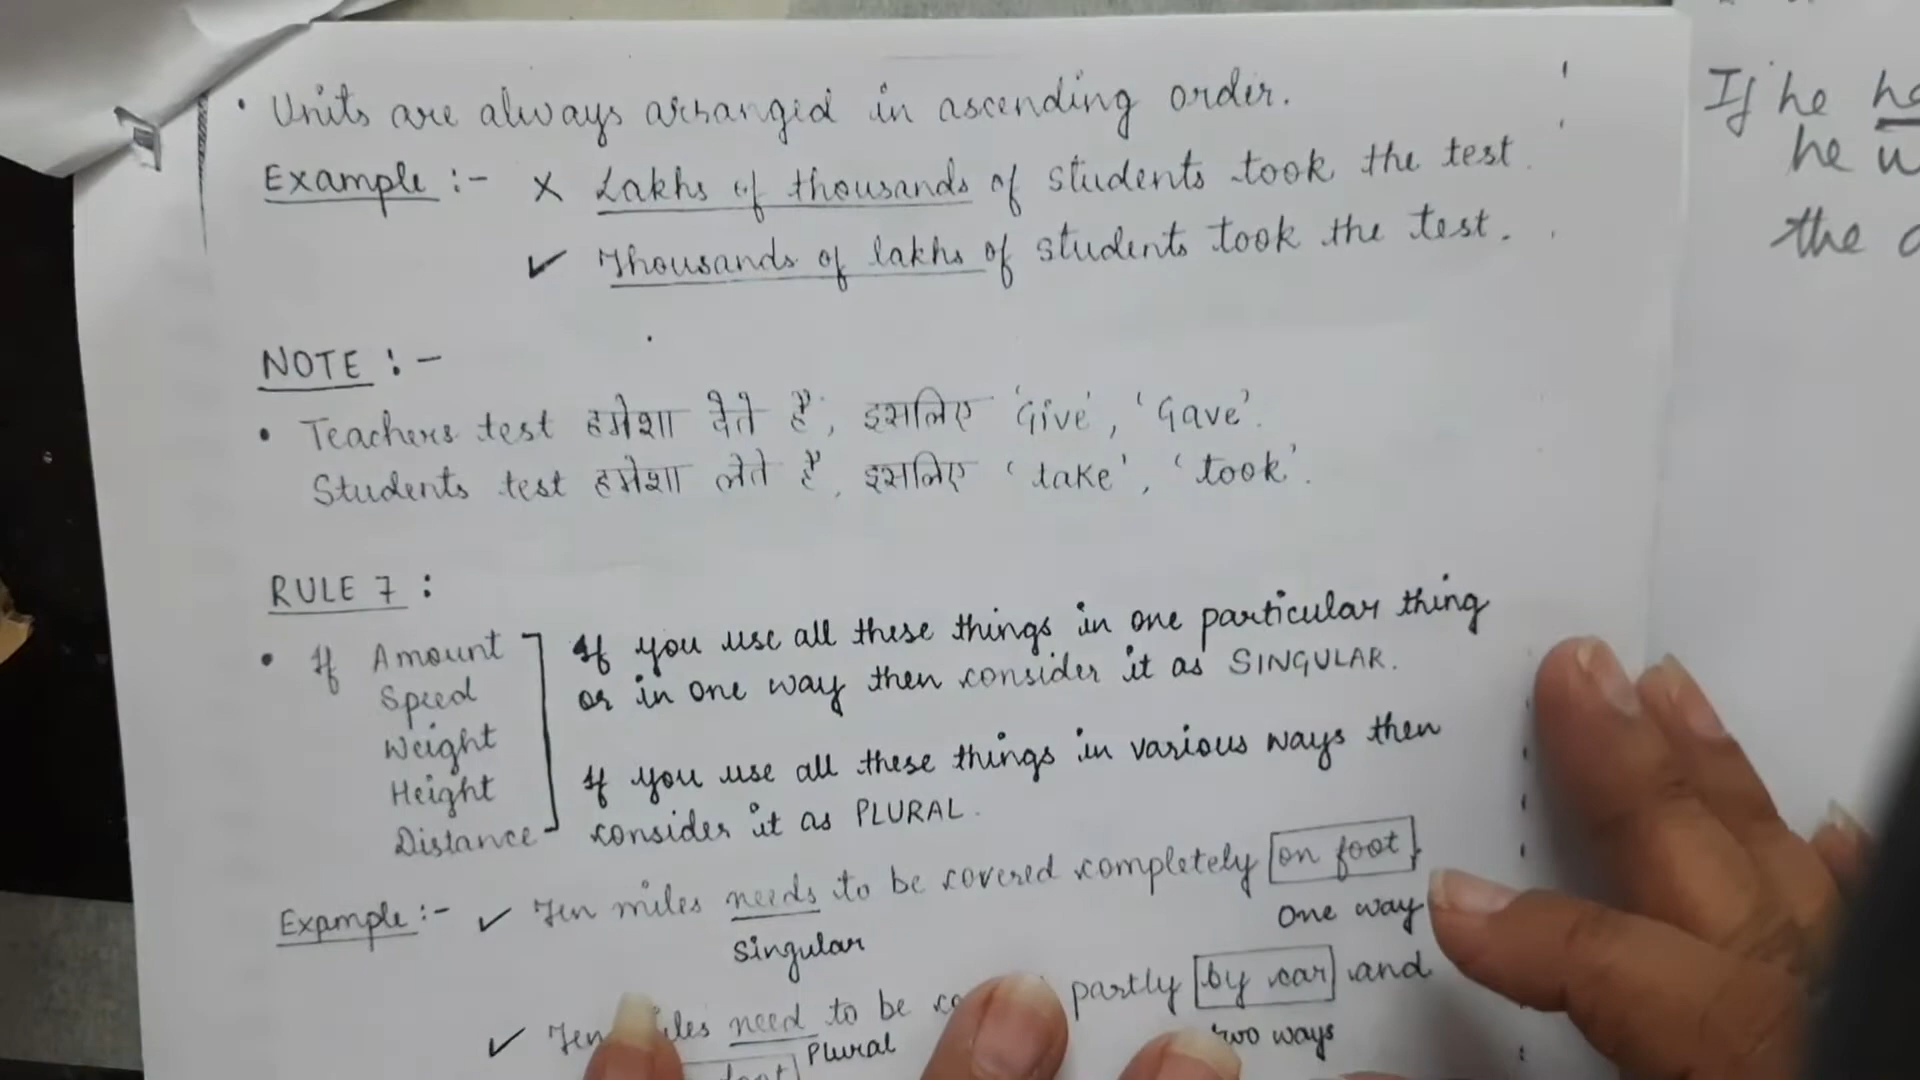 • Units are always arranged in ascending order.
Example :- × Lakhs of thousands of students took the test.
✓ Thousands of lakhs of students took the test.
NOTE :-
• Teachers test हमेशा देते हैं, इसलिए 'Give', 'Gave'.
Students test हमेशा लेते हैं, इसलिए 'take', 'took'.
RULE 7 :
• If Amount
Speed
Weight
Height
Distance
If you use all these things in one particular thing
or in one way then consider it as SINGULAR.
If you use all these things in various ways then
consider it as PLURAL.
Example :- ✓ Ten miles needs to be covered completely on foot.
Singular
One way
✓ Ten need to be partly by car and
Plural
two ways
If he
he
the